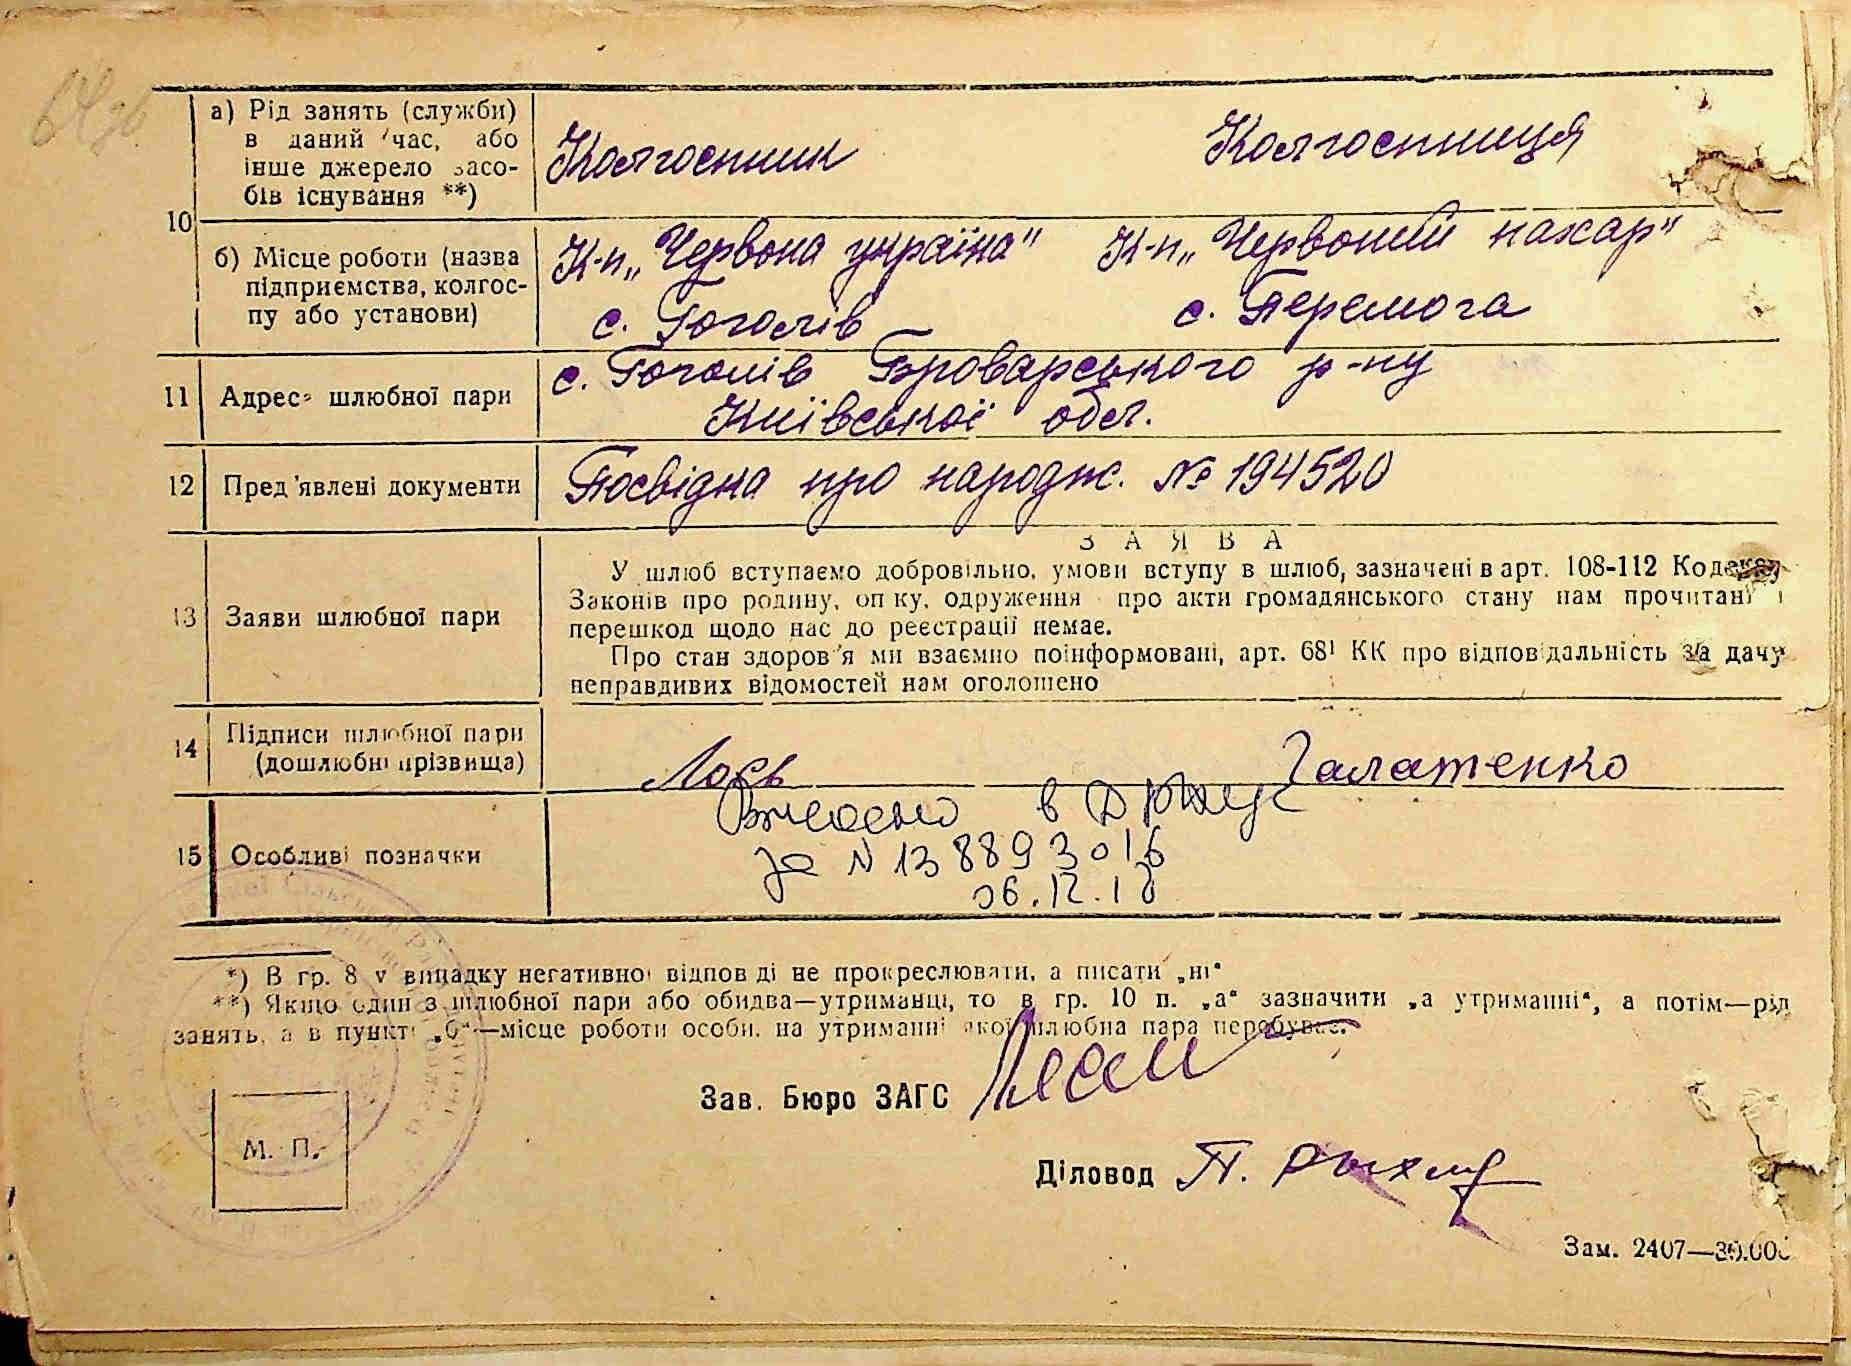 64 зв
а) Рід занять (служби) в даний час, або інше джерело засобів існування **)
Колгоспник Колгоспниця
10
б) Місце роботи (назва підприємства, колгоспу або установи)
К-п „Червона україна" К-п „Червоний пахар"
с. Гоголів с. Перемога
11 Адреса шлюбної пари
с. Гоголів Броварського р-ну
Київської обл.
12 Пред'явлені документи Посвідка про народж. № 194520
ЗАЯВА
13 Заяви шлюбної пари
У шлюб вступаємо добровільно, умови вступу в шлюб, зазначені в арт. 108-112 Кодексу
Законів про родину, опіку, одруження і про акти громадянського стану нам прочитані і
перешкод щодо нас до реєстрації немає.
Про стан здоров'я ми взаємно поінформовані, арт. 68¹ КК про відповідальність за дачу
неправдивих відомостей нам оголошено
14 Підписи шлюбної пари
(дошлюбні прізвища)
Лось Галатенко
Внесено в
15 Особливі позначки
за N 138893016
06.12.10
*) В гр. 8 у випадку негативної відповіді не прокреслювати, а писати „ні"
**) Якщо один з шлюбної пари або обидва—утриманці, то в гр. 10 п. „а" зазначити „а утриманні", а потім—рід
занять, а в пункті „б"—місце роботи особи, на утриманні якої шлюбна пара перебуває.
Зав. Бюро ЗАГС
М. П.
Діловод П.
Зам. 2407—30.000